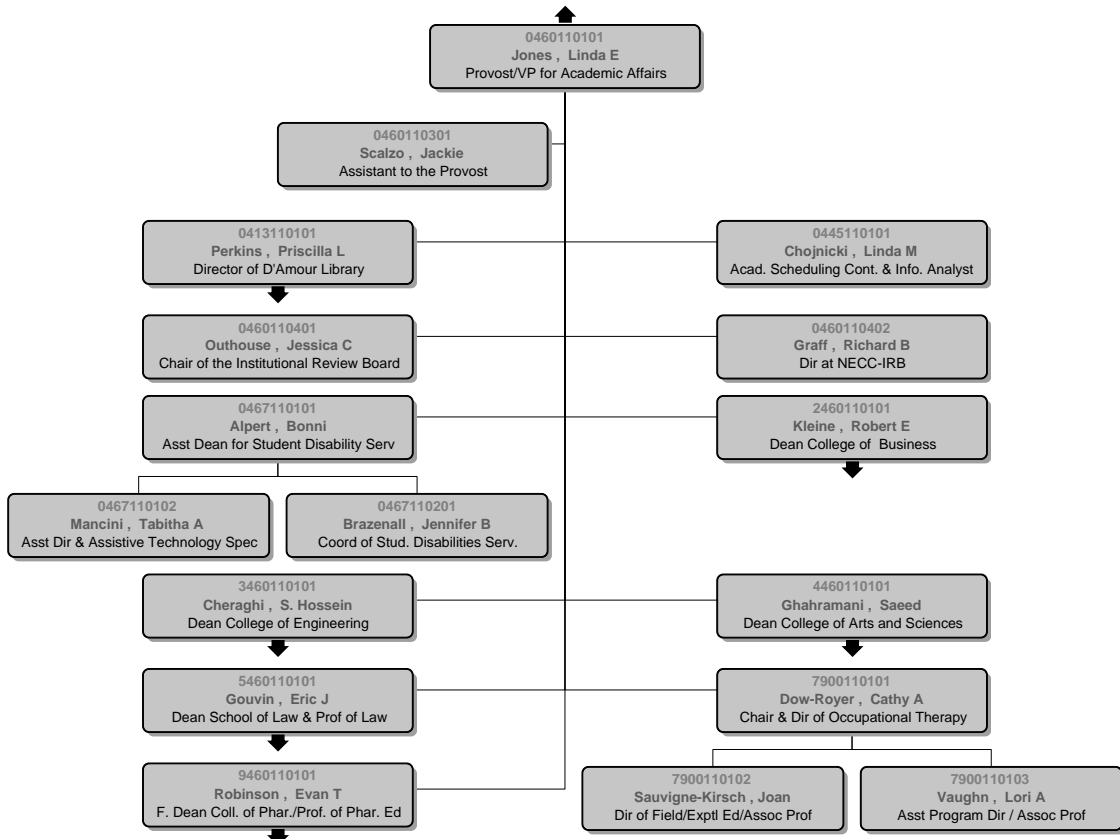 0460110101
Jones , Linda E
Provost/VP for Academic Affairs
0460110301
Scalzo , Jackie
Assistant to the Provost
0413110101
Perkins , Priscilla L
Director of D'Amour Library
0445110101
Chojnicki , Linda M
Acad. Scheduling Cont. & Info. Analyst
0460110401
Outhouse , Jessica C
Chair of the Institutional Review Board
0460110402
Graff , Richard B
Dir at NECC-IRB
0467110101
Alpert , Bonni
Asst Dean for Student Disability Serv
2460110101
Kleine , Robert E
Dean College of Business
0467110102
Mancini , Tabitha A
Asst Dir & Assistive Technology Spec
0467110201
Brazenall , Jennifer B
Coord of Stud. Disabilities Serv.
3460110101
Cheraghi , S. Hossein
Dean College of Engineering
4460110101
Ghahramani , Saeed
Dean College of Arts and Sciences
5460110101
Gouvin , Eric J
Dean School of Law & Prof of Law
7900110101
Dow-Royer , Cathy A
Chair & Dir of Occupational Therapy
9460110101
Robinson , Evan T
F. Dean Coll. of Phar./Prof. of Phar. Ed
7900110102
Sauvigne-Kirsch , Joan
Dir of Field/Exptl Ed/Assoc Prof
7900110103
Vaughn , Lori A
Asst Program Dir / Assoc Prof